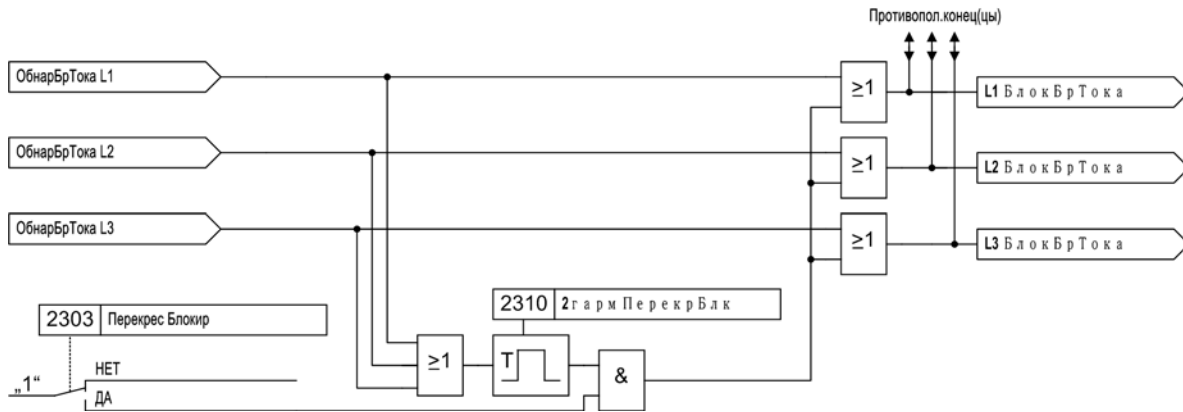 Противопол.конец(цы)
ОбнарБрТока L1
≥1
L1 БлокБрТока
ОбнарБрТока L2
≥1
L2 БлокБрТока
ОбнарБрТока L3
≥1
L3 БлокБрТока
2303 Перекрес Блокир
2310 2гармПерекрБлк
≥1
T
&
„1“
НЕТ
ДА